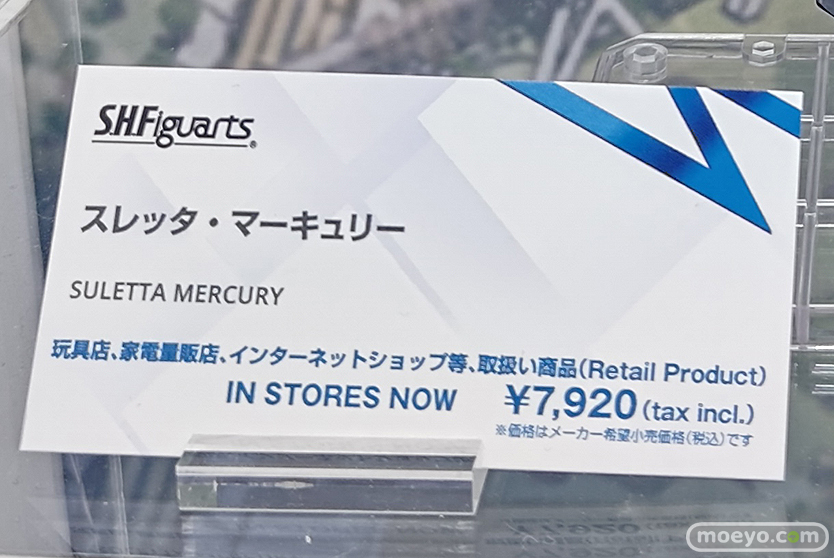 S.H.Figuarts®
スレッタ・マーキュリー
SULETTA MERCURY
玩具店、家電量販店、インターネットショップ等、取扱い商品(Retail Product)
IN STORES NOW ¥7,920(tax incl.)
※価格はメーカー希望小売価格(税込)です
moeyo.com